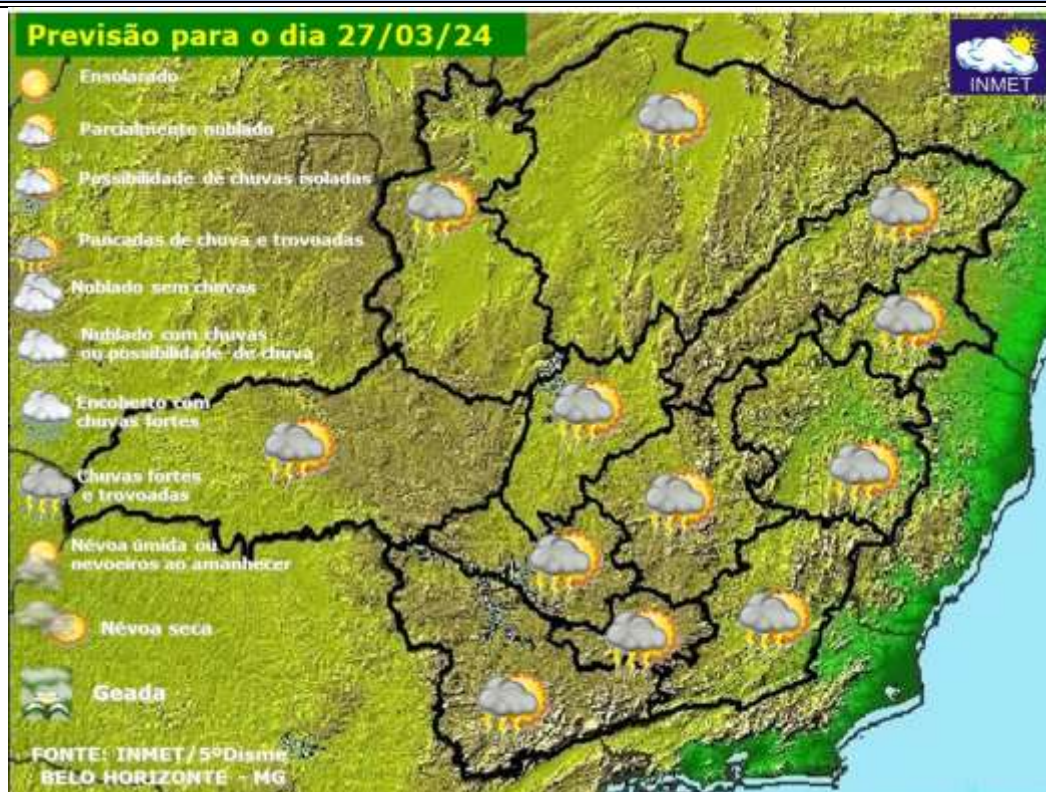 Previsão para o dia 27/03/24
INMET
Ensolarado
Parcialmente nublado
Possibilidade de chuvas isoladas
Pancadas de chuva e trovoadas
Noblado sem chuvas
Nublado com chuvas
ou possibilidade de chuva
Encoberto com
chuvas fortes
Chuvas fortes
e trovoadas
Névoa úmida ou
nevoeiros ao amanhecer
Névoa seca
Geada
FONTE: INMET/5ºDisme
BELO HORIZONTE - MG